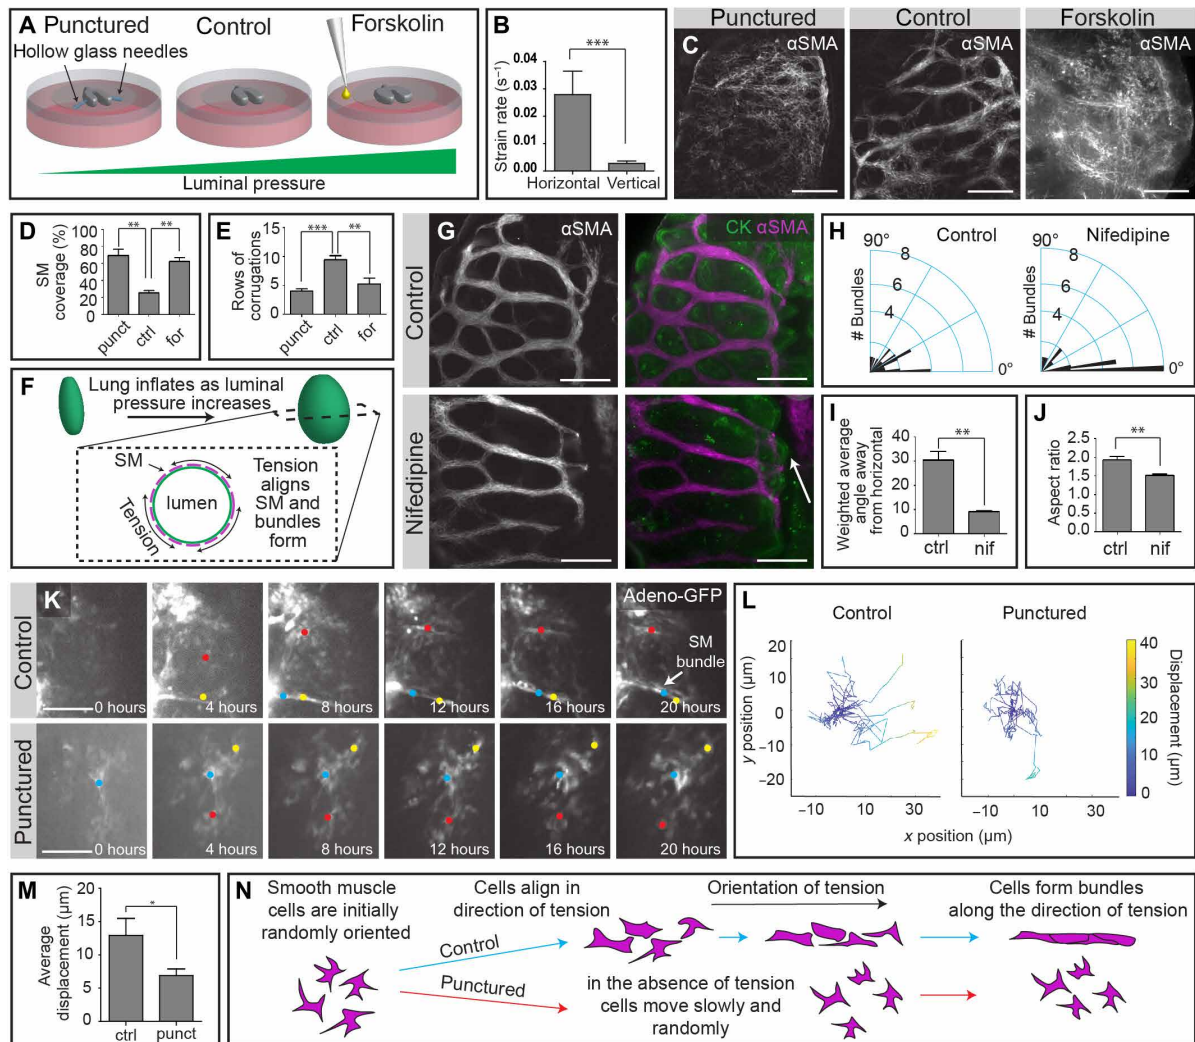 A
Punctured
Control
Forskolin
Hollow glass needles
Luminal pressure
B
***
Strain rate (s⁻¹)
0.04
0.03
0.02
0.01
0.00
Horizontal Vertical
Punctured
Control
Forskolin
C
αSMA
αSMA
αSMA
D
SM
coverage (%)
** **
100
80
60
40
20
0
punct
ctrl
for
E
Rows of
corrugations
*** **
15
10
5
0
punct
ctrl
for
F
Lung inflates as luminal
pressure increases
SM
lumen
Tension
Tension
aligns
SM and
bundles
form
G
Control
Nifedipine
αSMA
CK αSMA
H
Control
Nifedipine
90°
8
6
4
# Bundles
0°
90°
8
6
4
# Bundles
0°
I
Weighted average
angle away
from horizontal
**
40
30
20
10
0
ctrl nif
J
Aspect ratio
**
2.5
2.0
1.5
1.0
0.5
0.0
ctrl nif
K
Control
Adeno-GFP
SM
bundle
0 hours
4 hours
8 hours
12 hours
16 hours
20 hours
Punctured
0 hours
4 hours
8 hours
12 hours
16 hours
20 hours
L
Control
Punctured
y position (µm)
20
10
0
−10
−20
−10 10 30
−10 10 30
x position (µm)
40
30
20
10
0
Displacement (µm)
M
Average
displacement (µm)
*
20
15
10
5
0
ctrl punct
N
Smooth muscle
cells are initially
randomly oriented
Control
Punctured
Cells align in
direction of tension
Orientation of tension
Cells form bundles
along the direction of tension
in the absence of tension
cells move slowly and
randomly